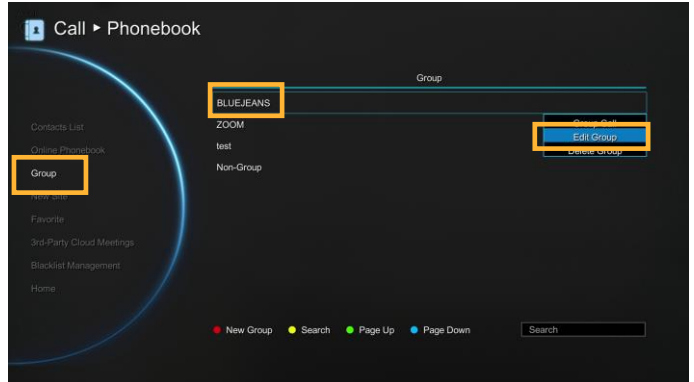 Call ▸ Phonebook
Group
BLUEJEANS
ZOOM
test
Non-Group
Group Call
Edit Group
Delete Group
Contacts List
Online Phonebook
Group
New Site
Favorite
3rd-Party Cloud Meetings
Blacklist Management
Home
New Group Search Page Up Page Down Search